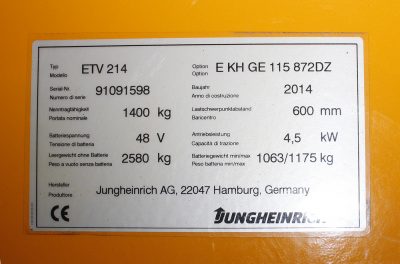 Typ Modello ETV 214 Option Option E KH GE 115 872DZ
Serial Nr. Numero di serie 91091598 Baujahr Anno di costruzione 2014
Nenntragfähigkeit Portata nominale 1400 kg Lastschwerpunktabstand Baricentro 600 mm
Batteriespannung Tensione di batteria 48 V Antriebsleistung Capacità di trazione 4,5 kW
Leergewicht ohne Batterie Peso a vuoto senza batteria 2580 kg Batteriegewicht min/max Peso batteria min/max 1063/1175 kg
Hersteller Produttore Jungheinrich AG, 22047 Hamburg, Germany
CE JUNGHEINRICH